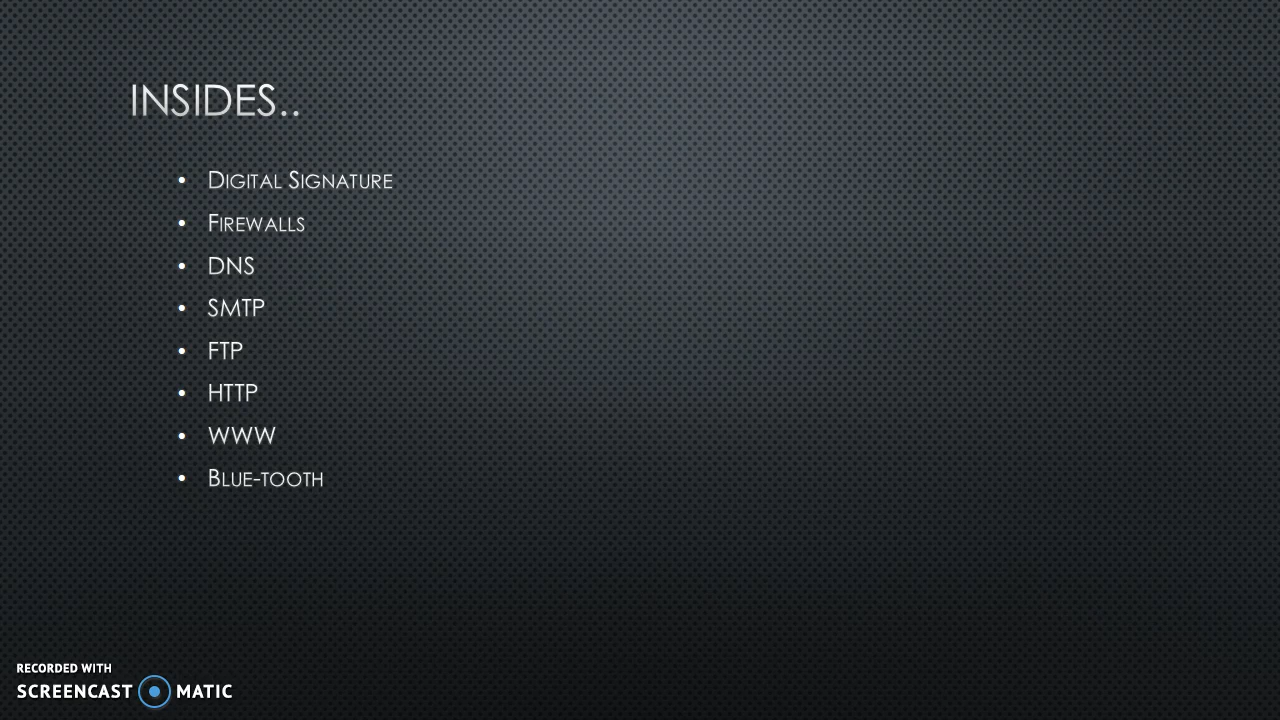 INSIDES..
• Digital Signature
• Firewalls
• DNS
• SMTP
• FTP
• HTTP
• WWW
• Blue-tooth
RECORDED WITH
SCREENCAST MATIC